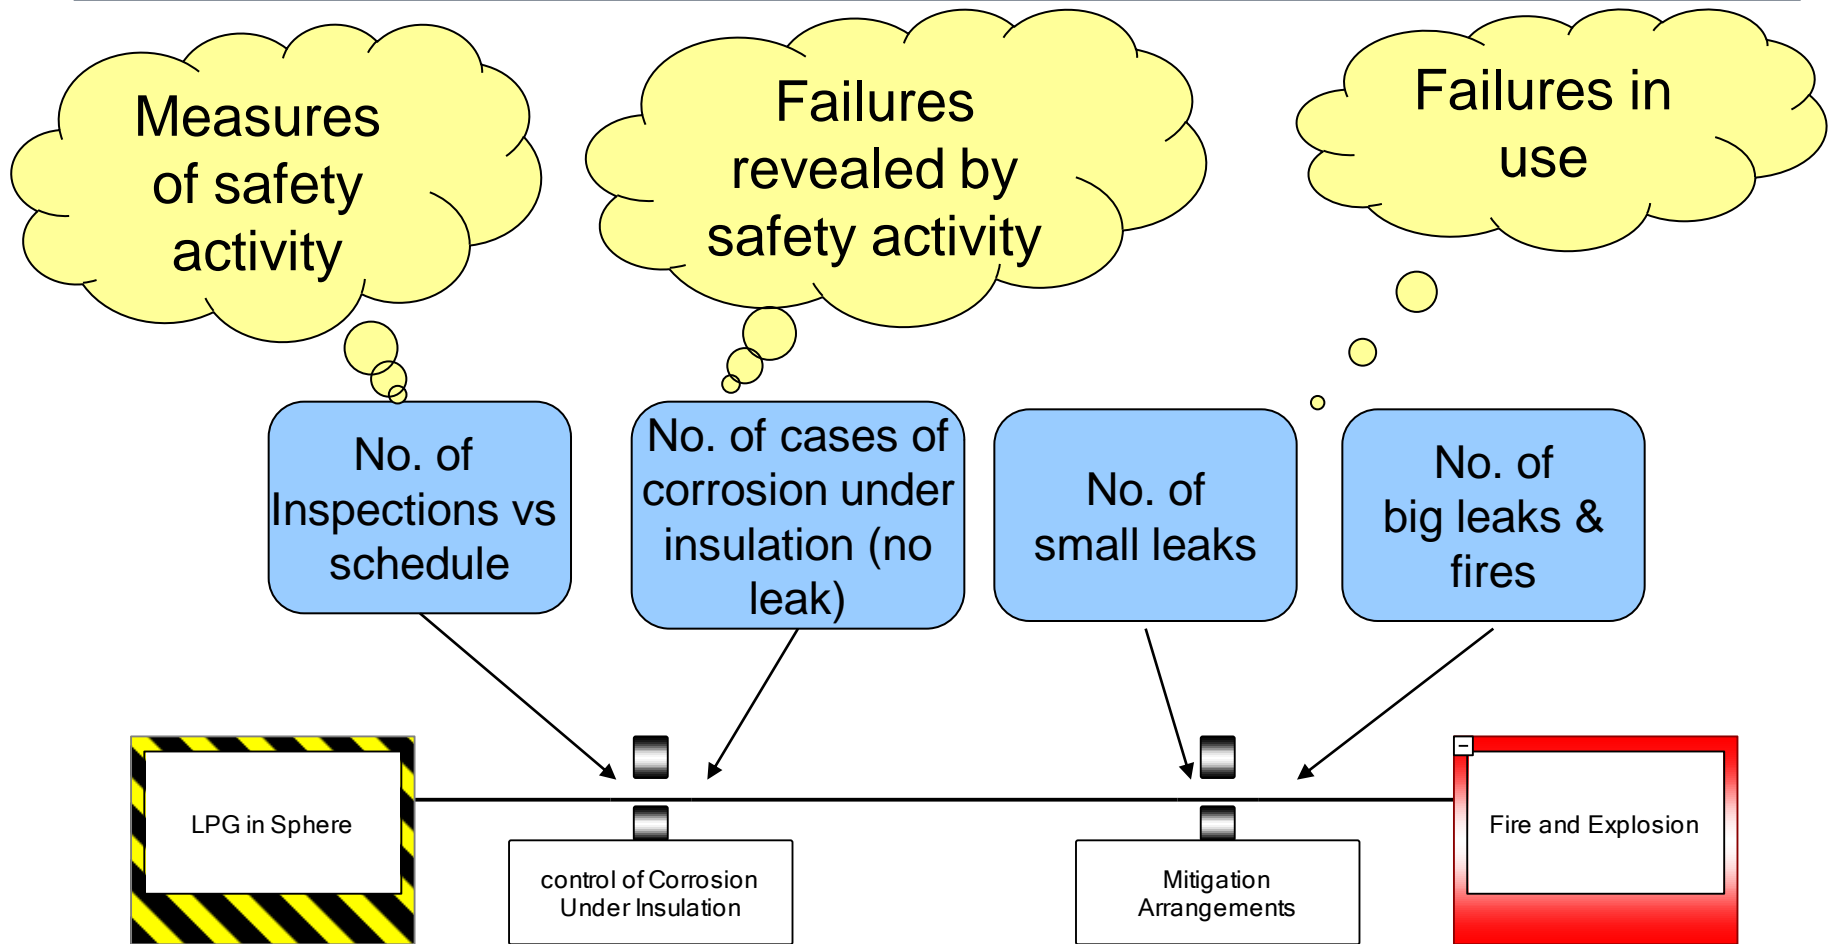 Measures
of safety
activity
Failures
revealed by
safety activity
Failures in
use
No. of
Inspections vs
schedule
No. of cases of
corrosion under
insulation (no
leak)
No. of
small leaks
No. of
big leaks &
fires
LPG in Sphere
control of Corrosion
Under Insulation
Mitigation
Arrangements
Fire and Explosion